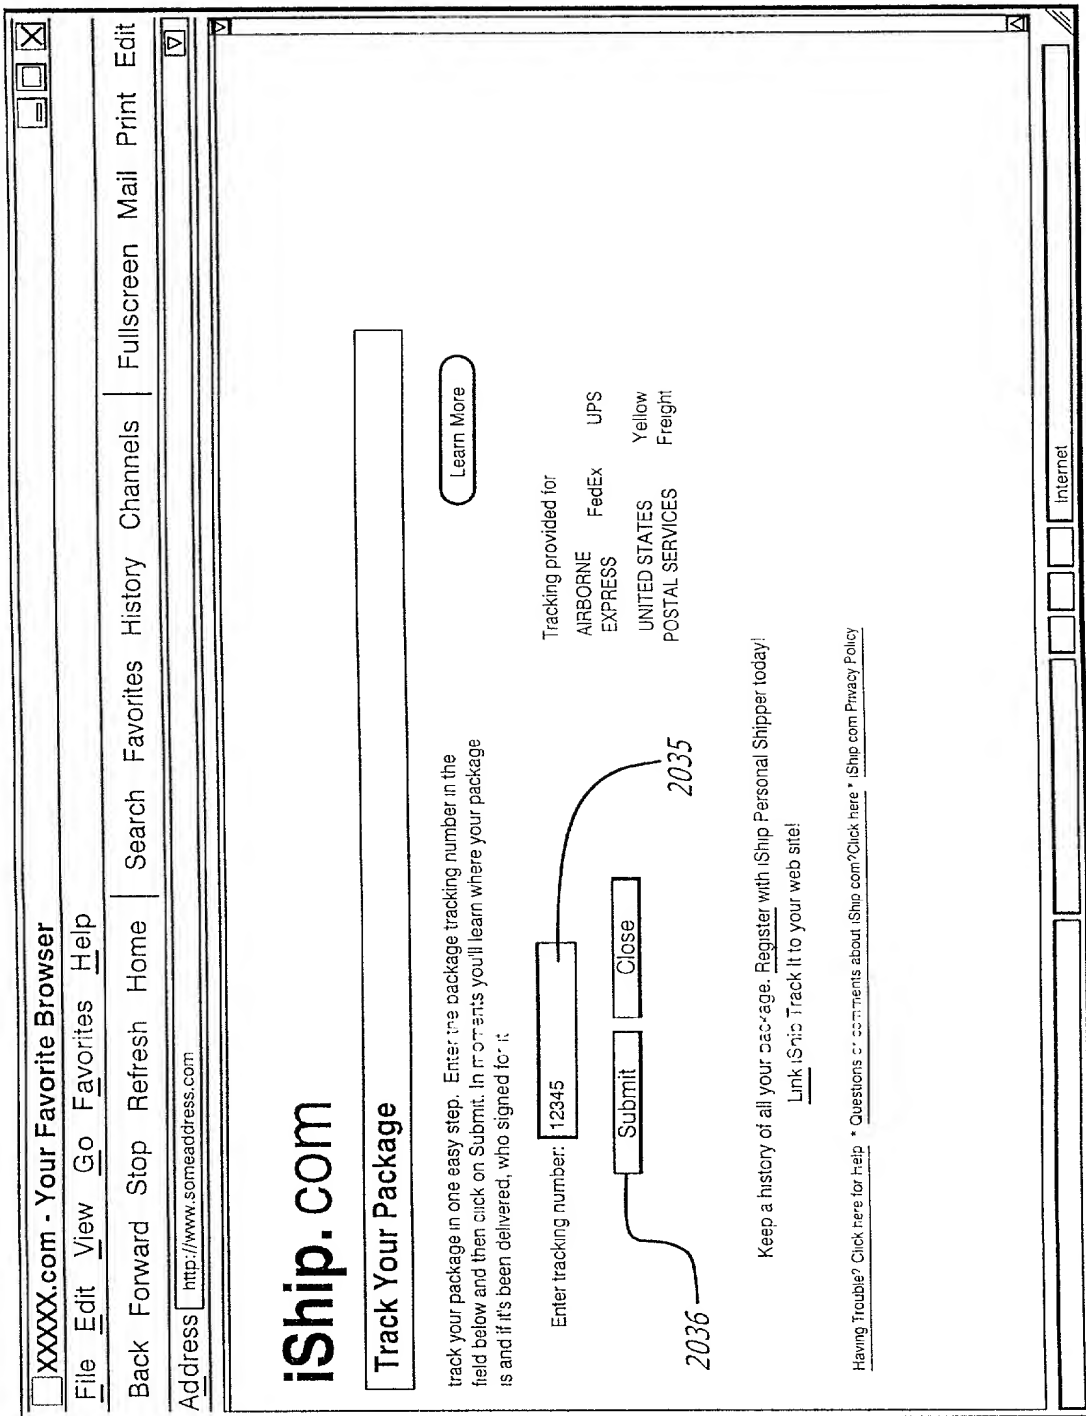 XXXXX.com - Your Favorite Browser
File Edit View Go Favorites Help
Back Forward Stop Refresh Home Search Favorites History Channels Fullscreen Mail Print Edit
Address http://www.someaddress.com
iShip.com
Track Your Package
track your package in one easy step. Enter the package tracking number in the
field below and then click on Submit. In moments you'll learn where your package
is and if it's been delivered, who signed for it
Learn More
Enter tracking number: 12345
Submit Close
2035
2036
Tracking provided for
AIRBORNE EXPRESS FedEx UPS
UNITED STATES POSTAL SERVICES Yellow Freight
Keep a history of all your package. Register with iShip Personal Shipper today!
Link iShip Track It to your web site!
Having Trouble? Click here for help * Questions or comments about iShip com?Click here * iShip com Privacy Policy
Internet